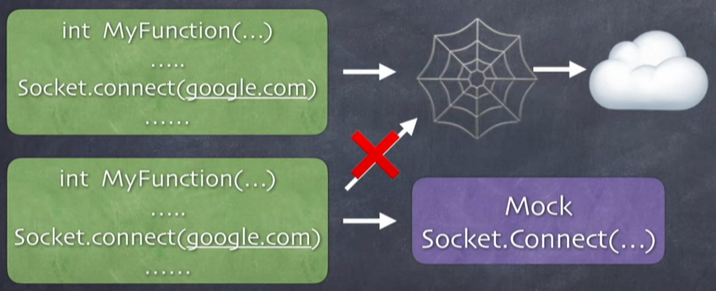 int MyFunction(...)
.....
Socket.connect(google.com)
......
int MyFunction(...)
.....
Socket.connect(google.com)
......
Mock
Socket.Connect(...)